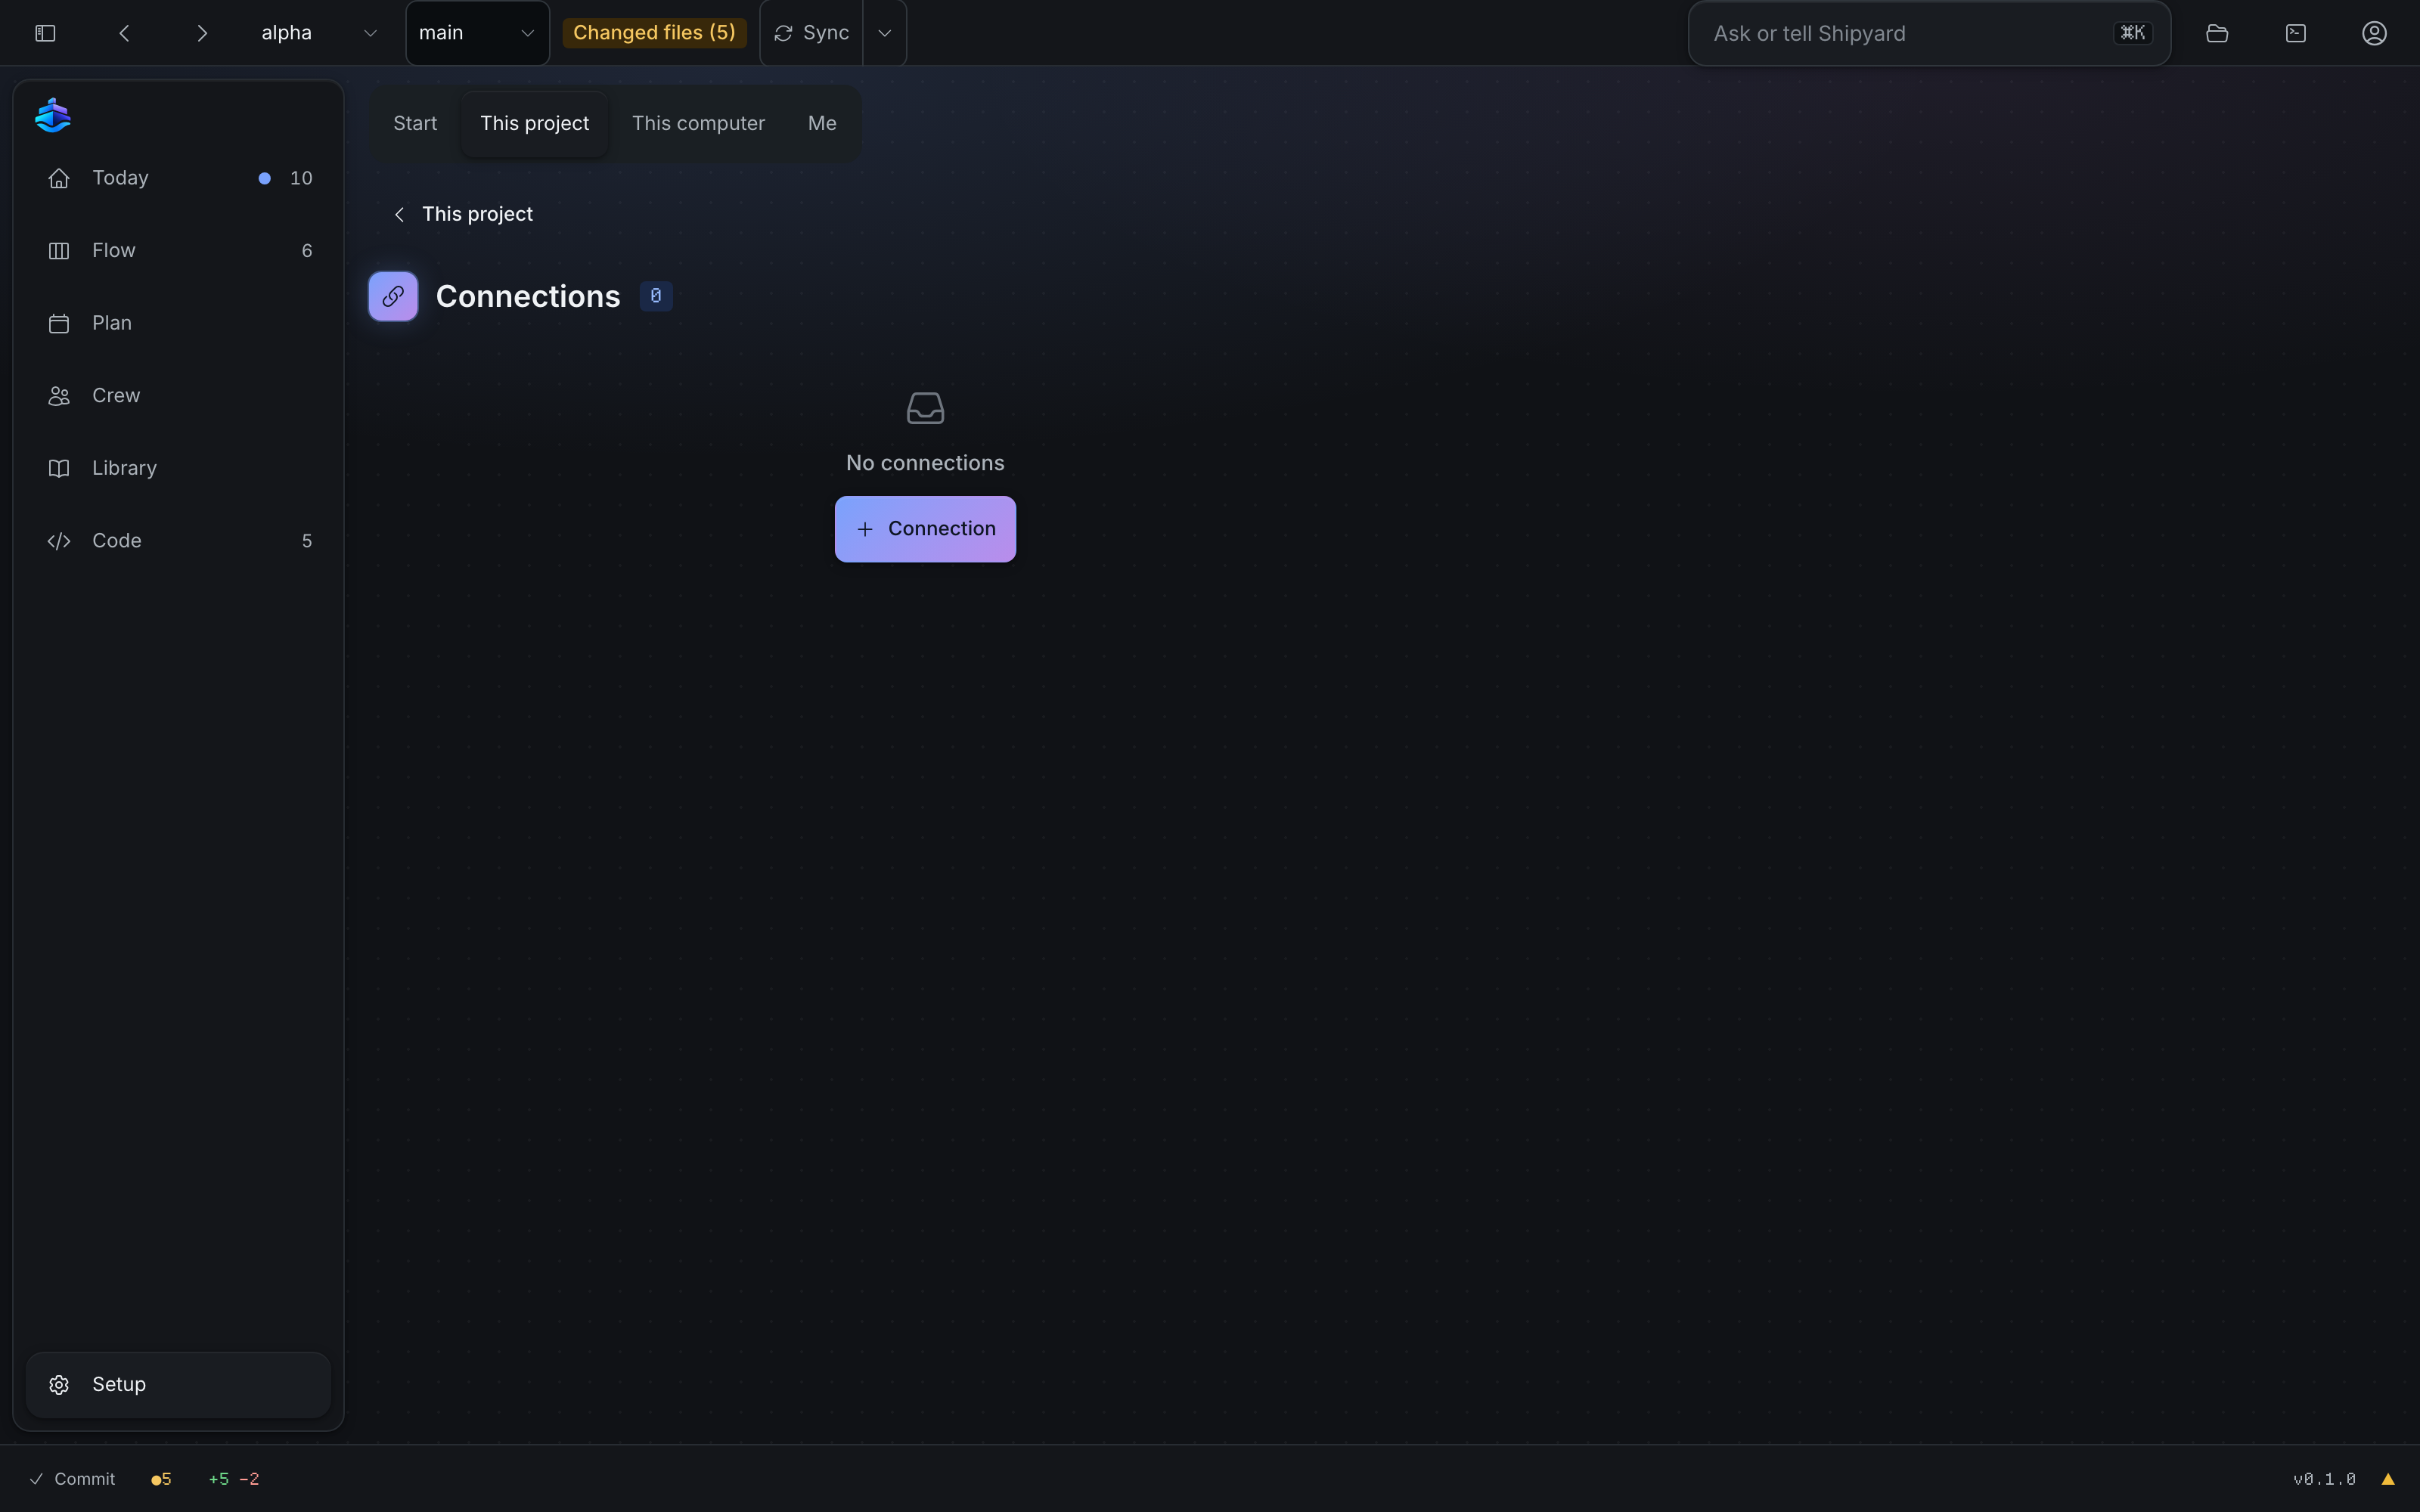 alpha
main
Changed files (5)
Sync
Ask or tell Shipyard
⌘K
Start
This project
This computer
Me
Today
10
Flow
6
Plan
Crew
Library
Code
5
This project
Connections
0
No connections
Connection
Setup
Commit
5
+5 -2
v0.1.0